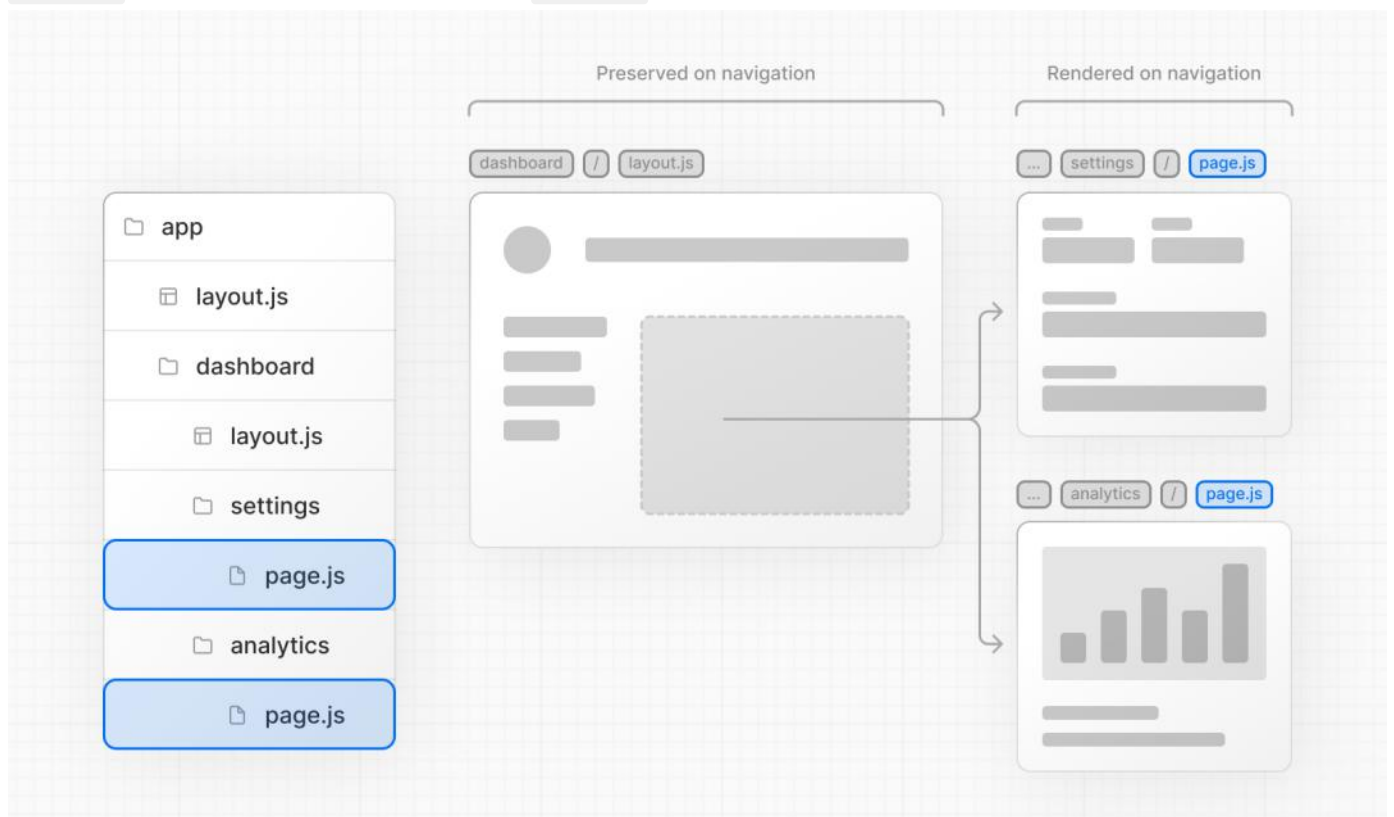 Preserved on navigation
Rendered on navigation
dashboard / layout.js
... settings / page.js
app
layout.js
dashboard
layout.js
settings
page.js
analytics
page.js
... analytics / page.js